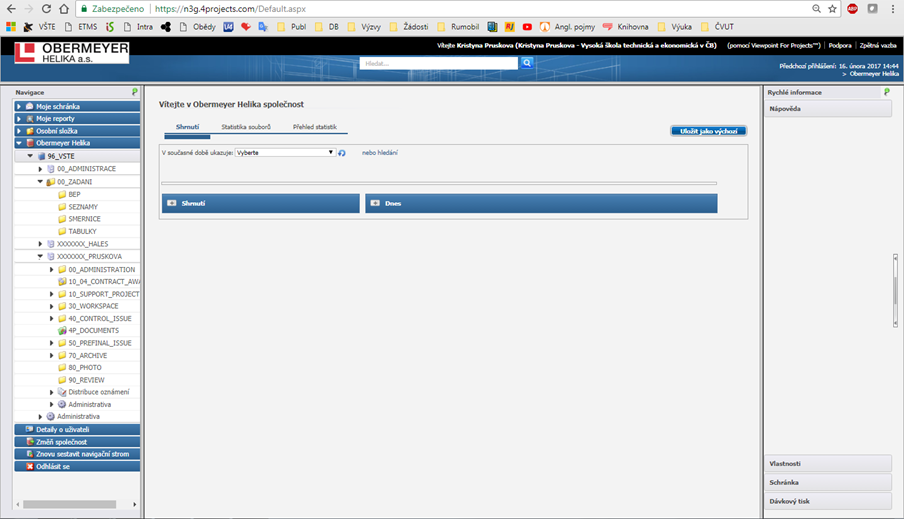 Zabezpečeno https://n3g.4projects.com/Default.aspx
VŠTE ETMS Intra Obědy Publ DB Výzvy Žádosti Rumobil Angl. pojmy Knihovna Výuka ČVUT
OBERMEYER
HELIKA a.s.
Vítejte Kristyna Pruskova (Kristyna Pruskova - Vysoká škola technická a ekonomická v ČB) (pomocí Viewpoint For Projects™) Podpora Zpětná vazba
Hledat...
Předchozí přihlášení: 16. února 2017 14:44
> Obermeyer Helika
Navigace
Moje schránka
Moje reporty
Osobní složka
Obermeyer Helika
96_VSTE
00_ADMINISTRACE
00_ZADANI
BEP
SEZNAMY
SMERNICE
TABULKY
XXXXXXX_HALES
XXXXXXX_PRUSKOVA
00_ADMINISTRATION
10_04_CONTRACT_AWA
10_SUPPORT_PROJECT
30_WORKSPACE
40_CONTROL_ISSUE
4P_DOCUMENTS
50_PREFINAL_ISSUE
70_ARCHIVE
80_PHOTO
90_REVIEW
Distribuce oznámení
Administrativa
Administrativa
Detaily o uživateli
Změň společnost
Znovu sestavit navigační strom
Odhlásit se
Vítejte v Obermeyer Helika společnost
Shrnutí Statistika souborů Přehled statistik
Uložit jako výchozí
V současné době ukazuje: Vyberte nebo hledání
Shrnutí Dnes
Rychlé informace
Nápověda
Vlastnosti
Schránka
Dávkový tisk